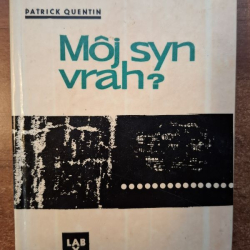 PATRICK QUENTIN
Môj syn
vrah?
LAB